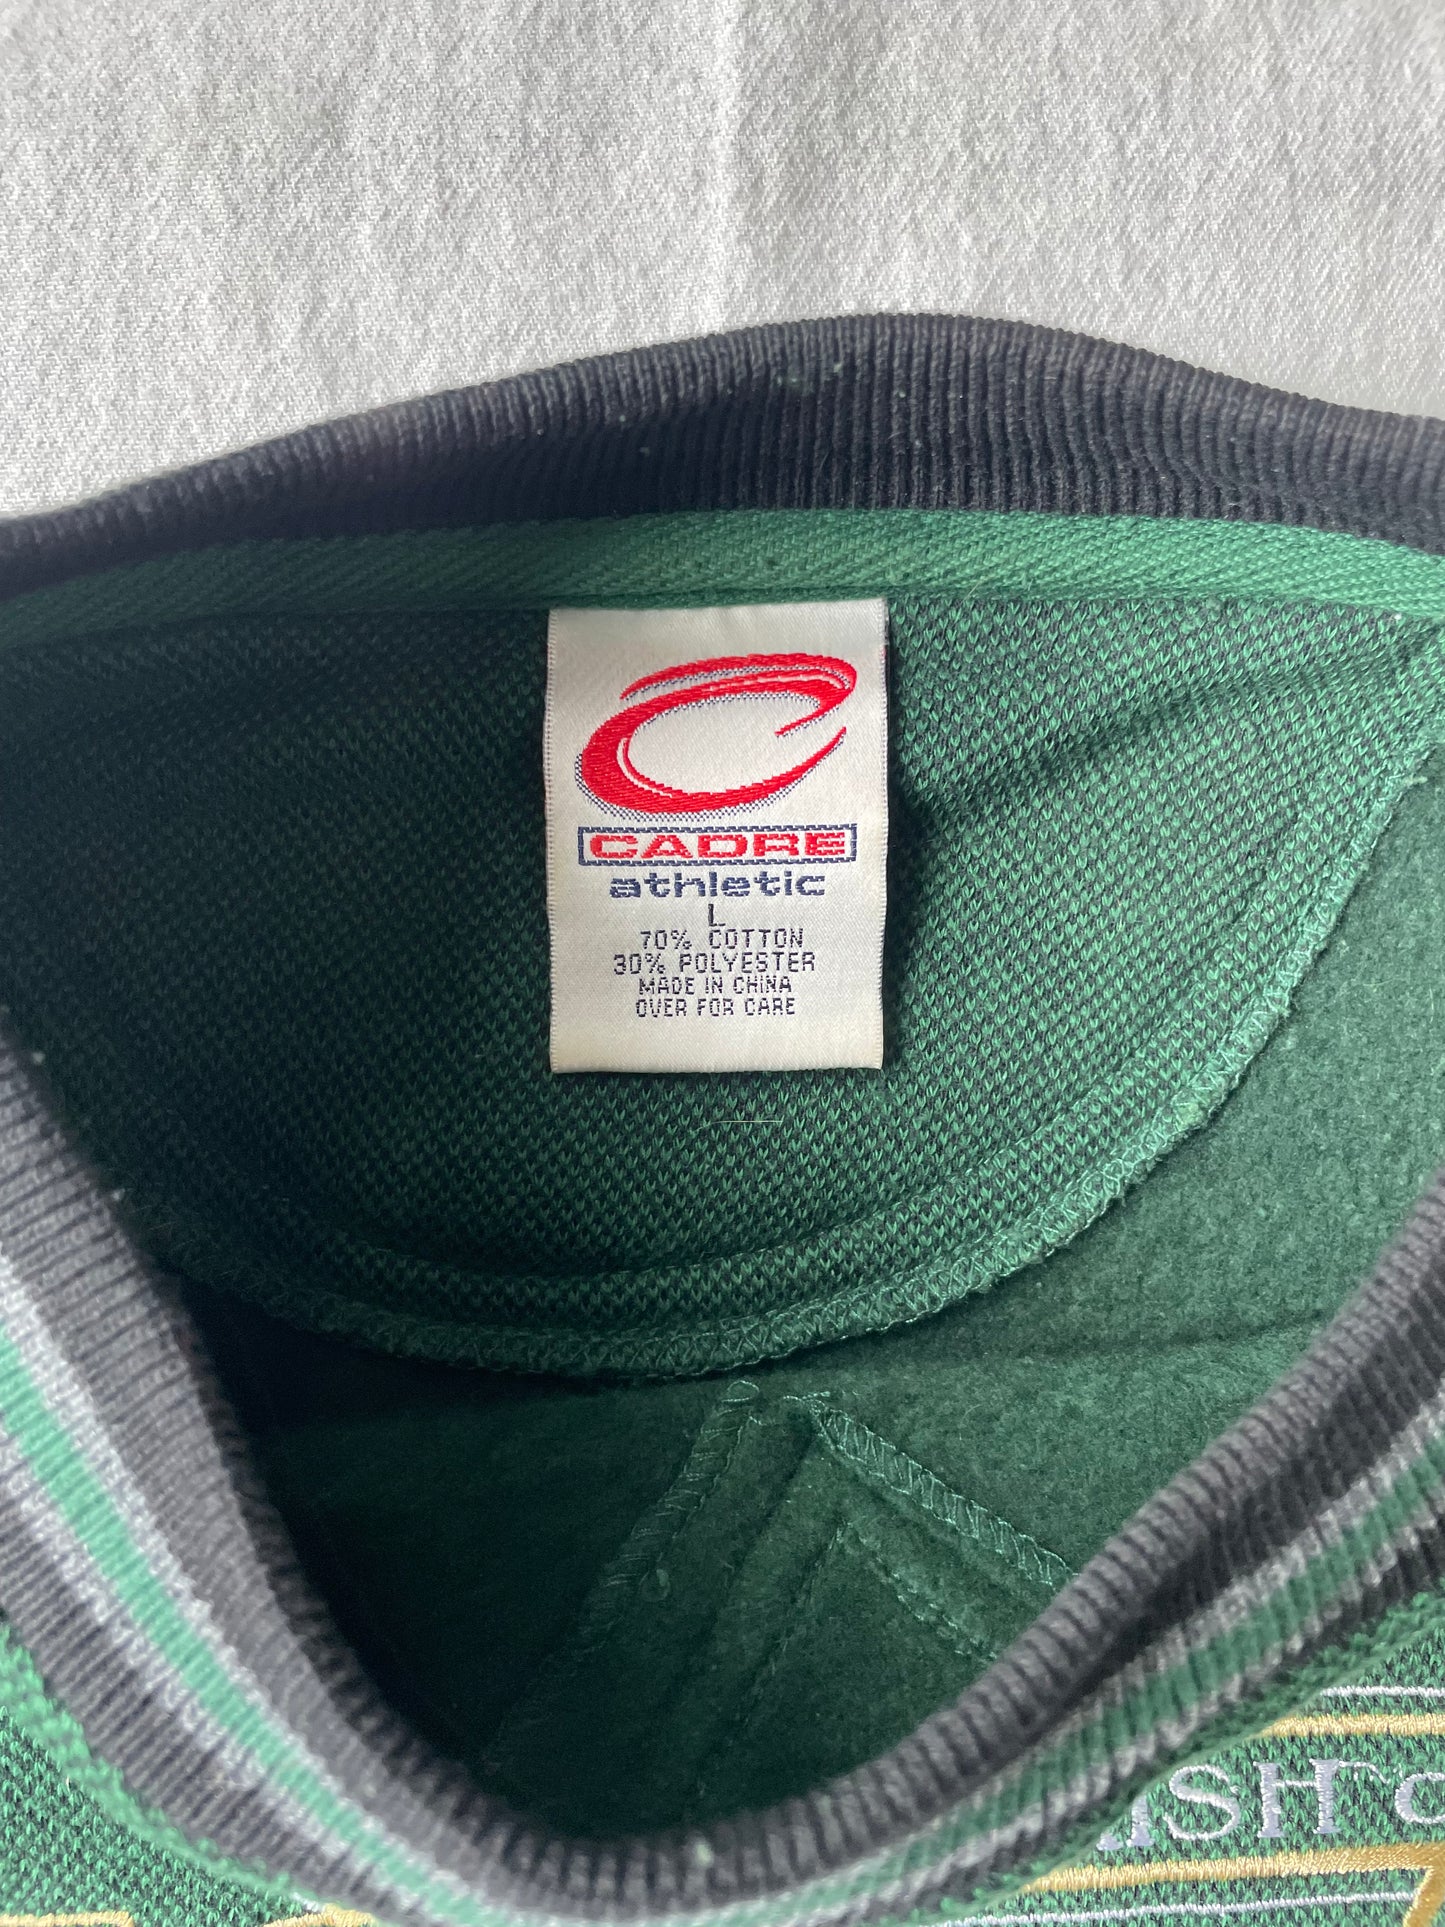 CADRE
athletic
L
70% COTTON
30% POLYESTER
MADE IN CHINA
OVER FOR CARE